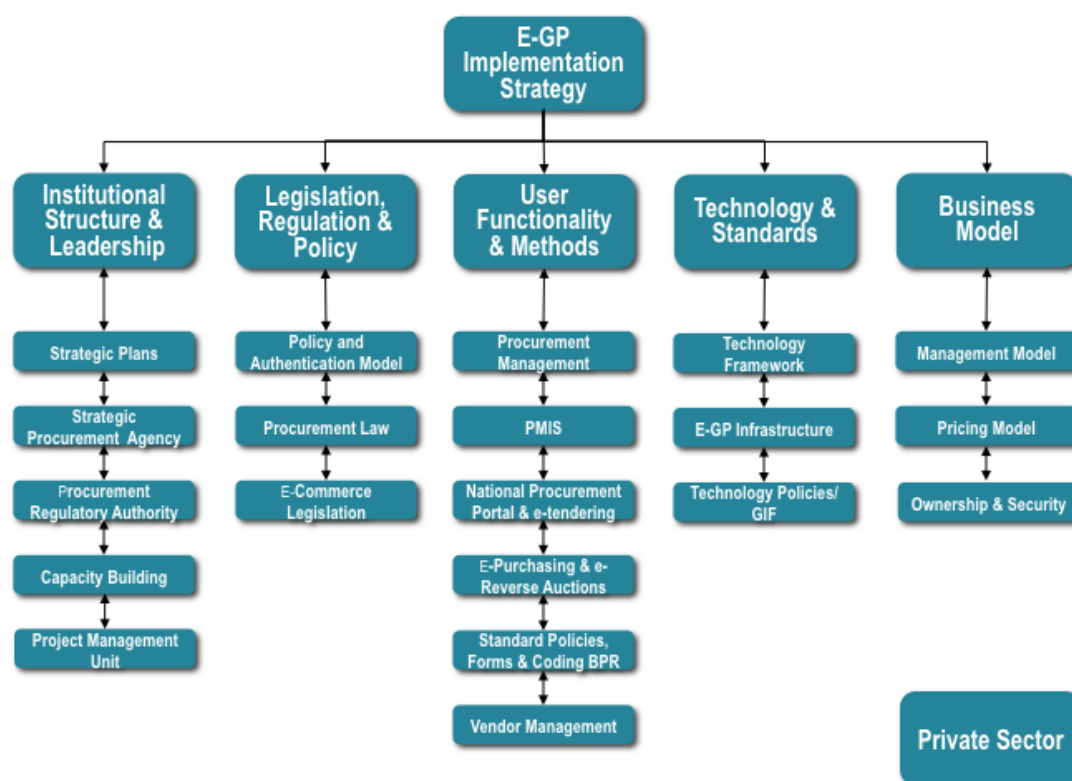 E-GP
Implementation
Strategy
Institutional
Structure &
Leadership
Legislation,
Regulation &
Policy
User
Functionality
& Methods
Technology &
Standards
Business
Model
Strategic Plans
Strategic
Procurement Agency
Procurement
Regulatory Authority
Capacity Building
Project Management
Unit
Policy and
Authentication Model
Procurement Law
E-Commerce
Legislation
Procurement
Management
PMIS
National Procurement
Portal & e-tendering
E-Purchasing & e-
Reverse Auctions
Standard Policies,
Forms & Coding BPR
Vendor Management
Technology
Framework
E-GP Infrastructure
Technology Policies/
GIF
Management Model
Pricing Model
Ownership & Security
Private Sector